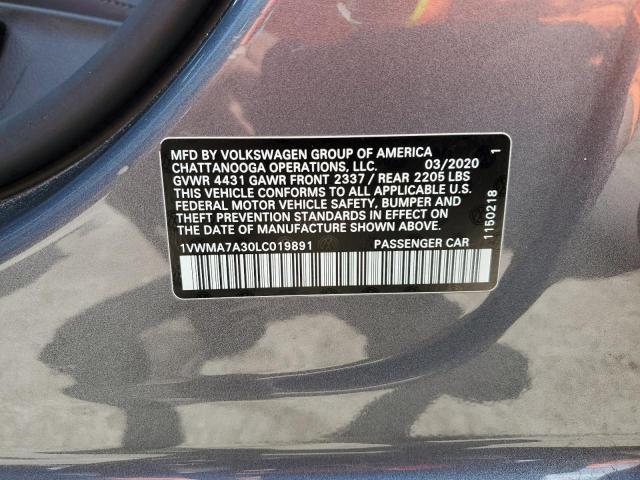 MFD BY VOLKSWAGEN GROUP OF AMERICA
CHATTANOOGA OPERATIONS, LLC. 03/2020
GVWR 4431 GAWR FRONT 2337 / REAR 2205 LBS
THIS VEHICLE CONFORMS TO ALL APPLICABLE U.S.
FEDERAL MOTOR VEHICLE SAFETY, BUMPER AND
THEFT PREVENTION STANDARDS IN EFFECT ON
THE DATE OF MANUFACTURE SHOWN ABOVE.
1VWMA7A30LC019891 PASSENGER CAR
1150218 1